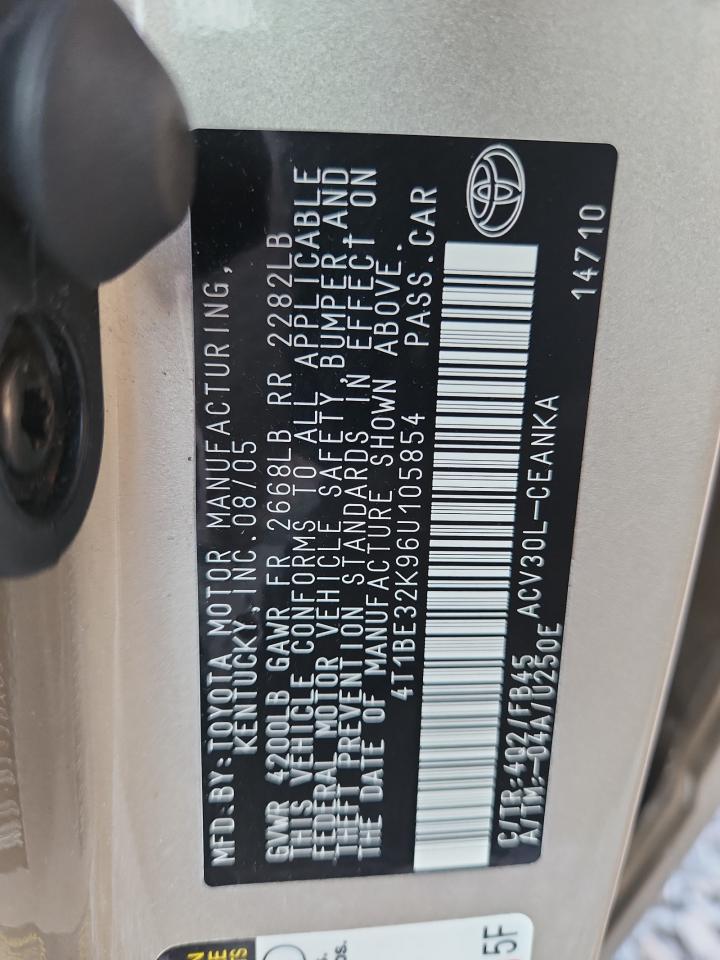 MFD.BY:TOYOTA MOTOR MANUFACTURING,
KENTUCKY,INC.08/05
GVWR 4200LB GAWR FR 2668LB RR 2282LB
THIS VEHICLE CONFORMS TO ALL APPLICABLE
FEDERAL MOTOR VEHICLE SAFETY, BUMPER AND
THEFT PREVENTION STANDARDS IN EFFECT ON
THE DATE OF MANUFACTURE SHOWN ABOVE.
4T1BE32K96U105854 PASS.CAR
C/TR:4Q2/FB45 ACV30L-CEANKA
A/TM:-04A/U250E 14710
5F